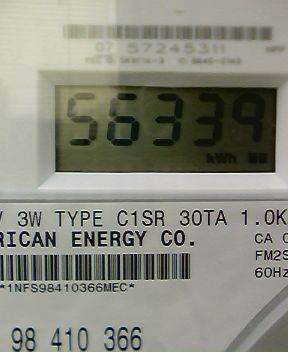 07 57245311
56339
kWh
V 3W TYPE C1SR 30TA 1.0K
RICAN ENERGY CO.
CA
FM2S
60Hz
*1NFS98410366MEC*
98 410 366